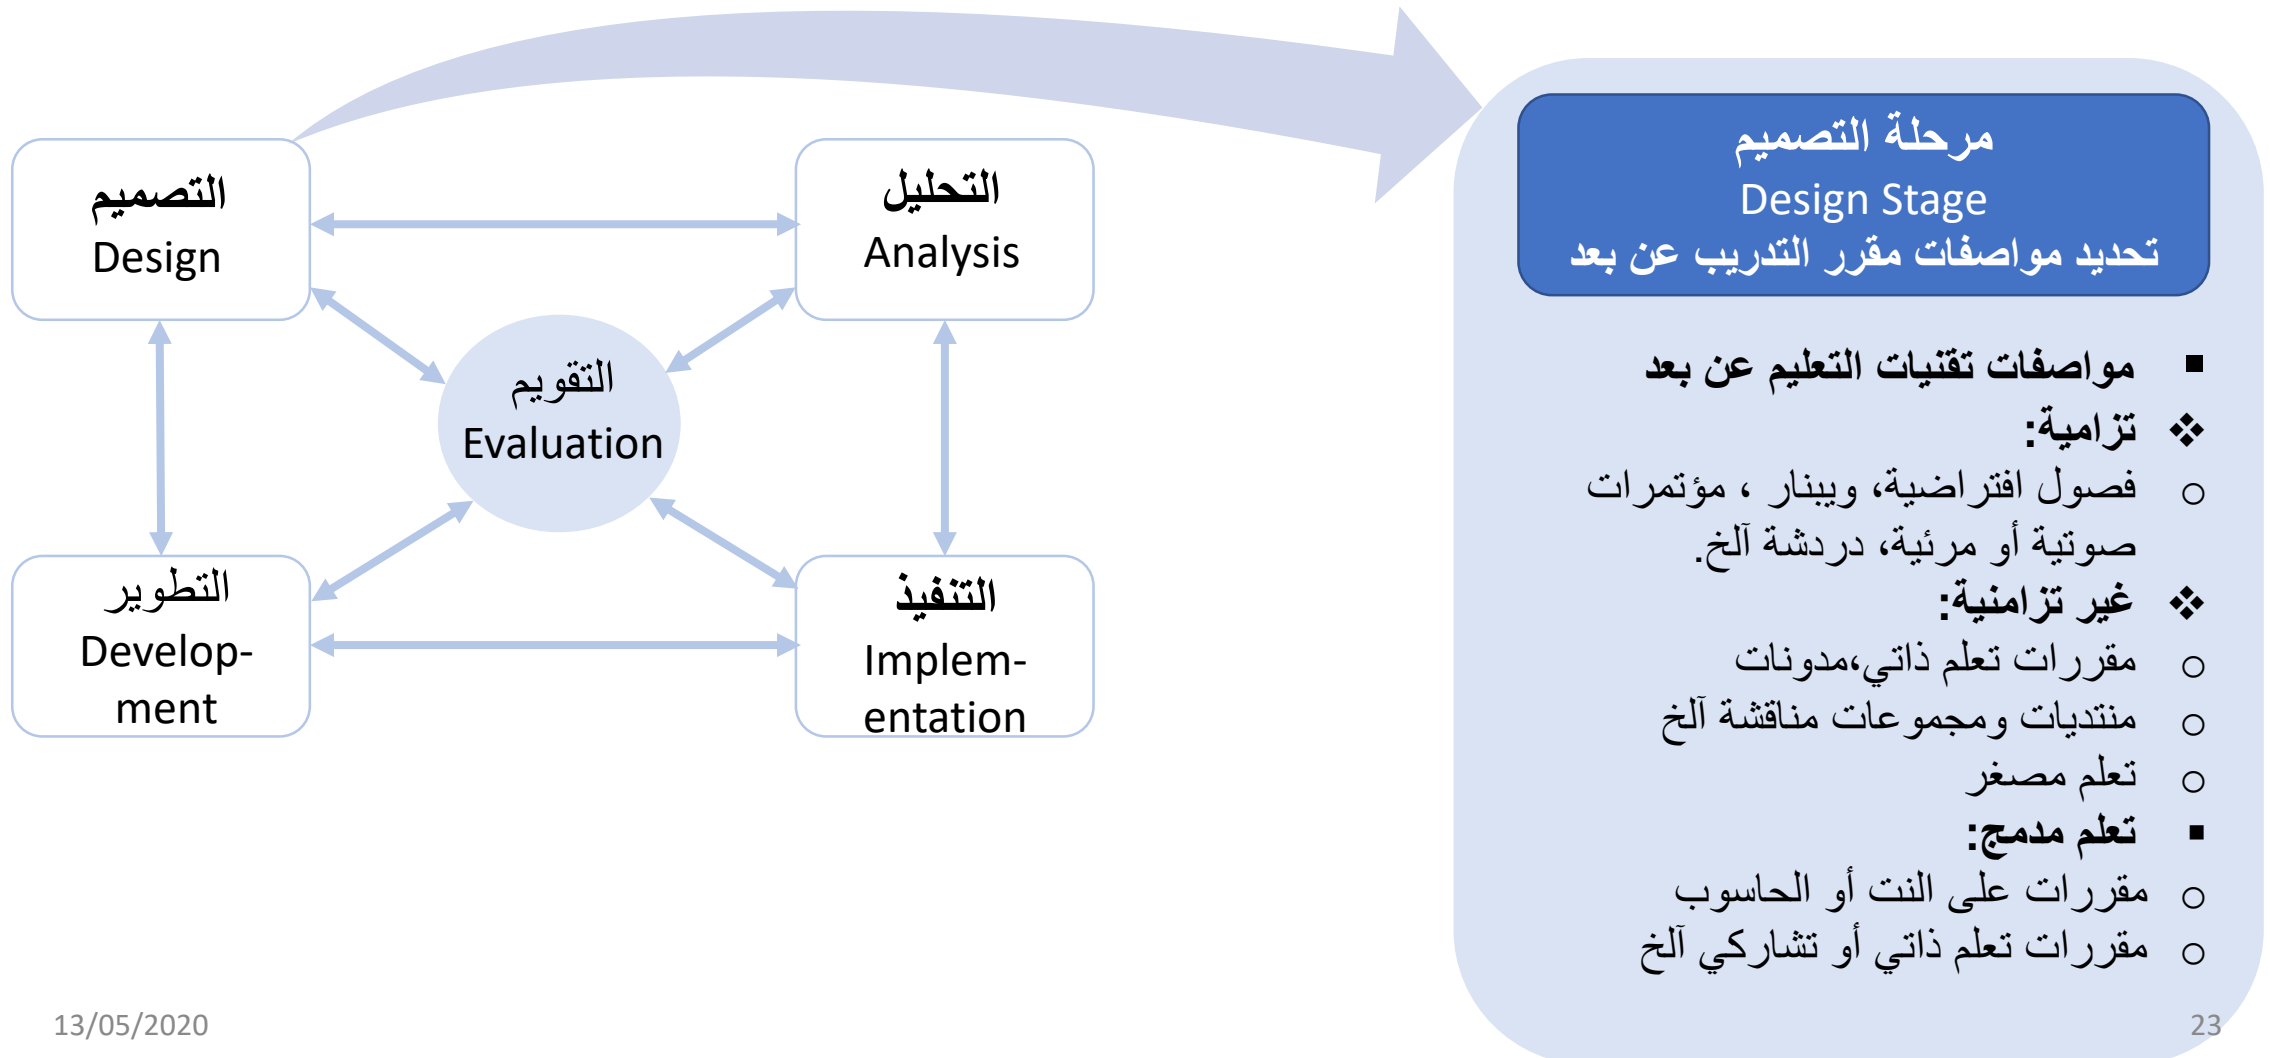 التصميم
Design
التحليل
Analysis
التقويم
Evaluation
التطوير
Develop-
ment
التنفيذ
Implem-
entation
مرحلة التصميم
Design Stage
تحديد مواصفات مقرر التدريب عن بعد
▪ مواصفات تقنيات التعليم عن بعد
❖ تزامية:
o فصول افتراضية، ويبنار ، مؤتمرات
صوتية أو مرئية، دردشة آلخ.
❖ غير تزامنية:
o مقررات تعلم ذاتي،مدونات
o منتديات ومجموعات مناقشة آلخ
o تعلم مصغر
▪ تعلم مدمج:
o مقررات على النت أو الحاسوب
o مقررات تعلم ذاتي أو تشاركي آلخ
13/05/2020
23